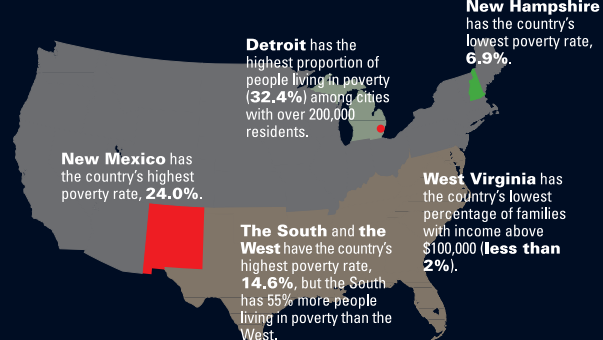 New Hampshire
has the country's
lowest poverty rate,
6.9%.
Detroit has the
highest proportion of
people living in poverty
(32.4%) among cities
with over 200,000
residents.
New Mexico has
the country's highest
poverty rate, 24.0%.
West Virginia has
the country's lowest
percentage of families
with income above
$100,000 (less than
2%).
The South and the
West have the country's
highest poverty rate,
14.6%, but the South
has 55% more people
living in poverty than the
West.